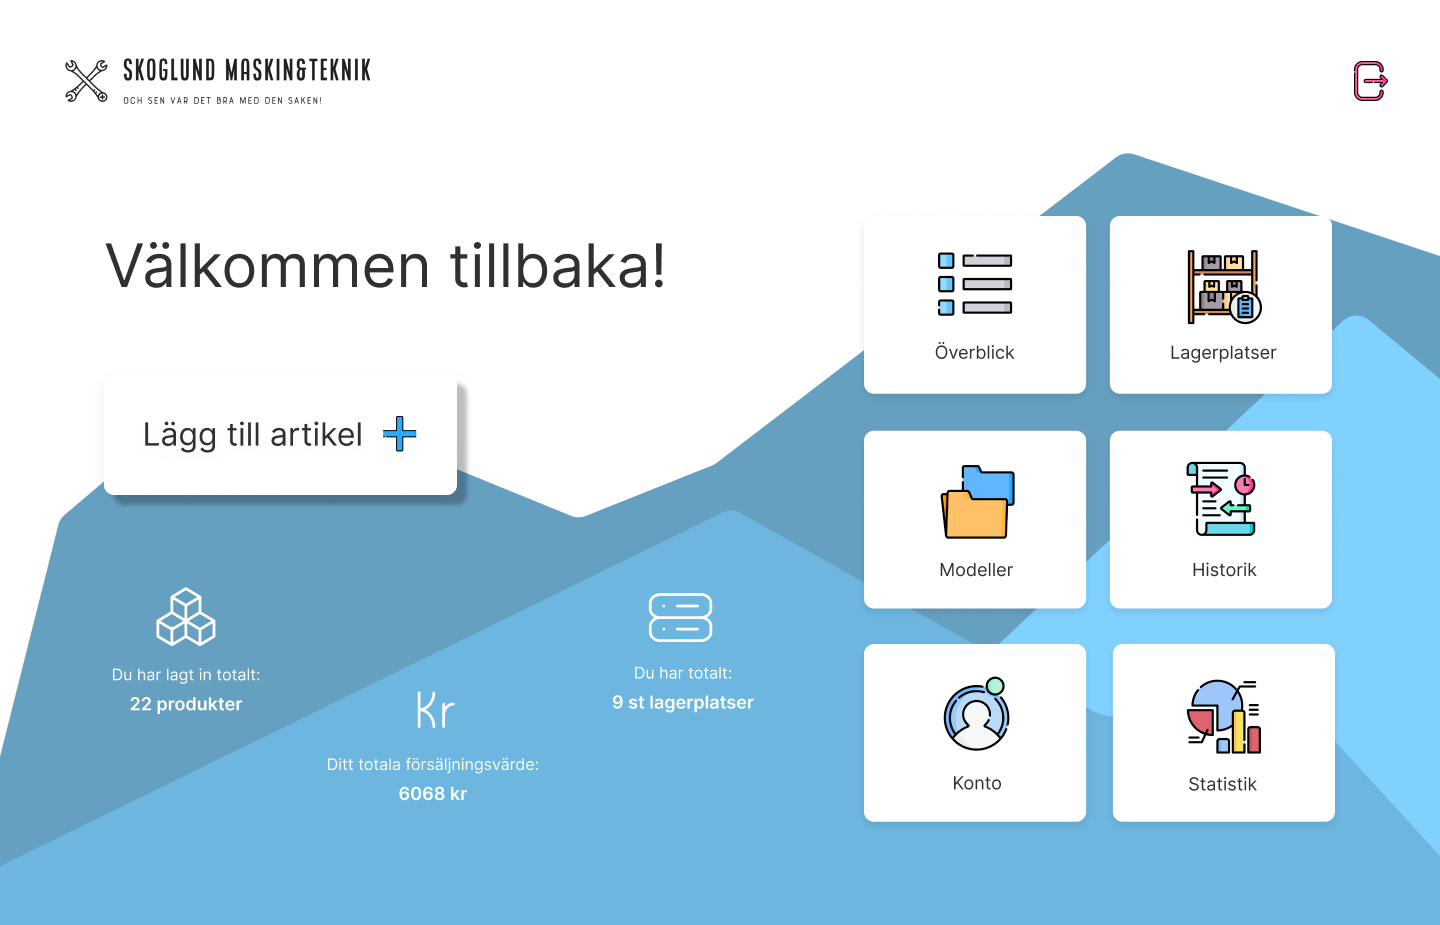 SKOGLUND MASKIN&TEKNIK
OCH SEN VAR DET BRA MED DEN SAKEN!
Välkommen tillbaka!
Lägg till artikel
Du har lagt in totalt:
22 produkter
Kr
Ditt totala försäljningsvärde:
6068 kr
Du har totalt:
9 st lagerplatser
Överblick
Lagerplatser
Modeller
Historik
Konto
Statistik